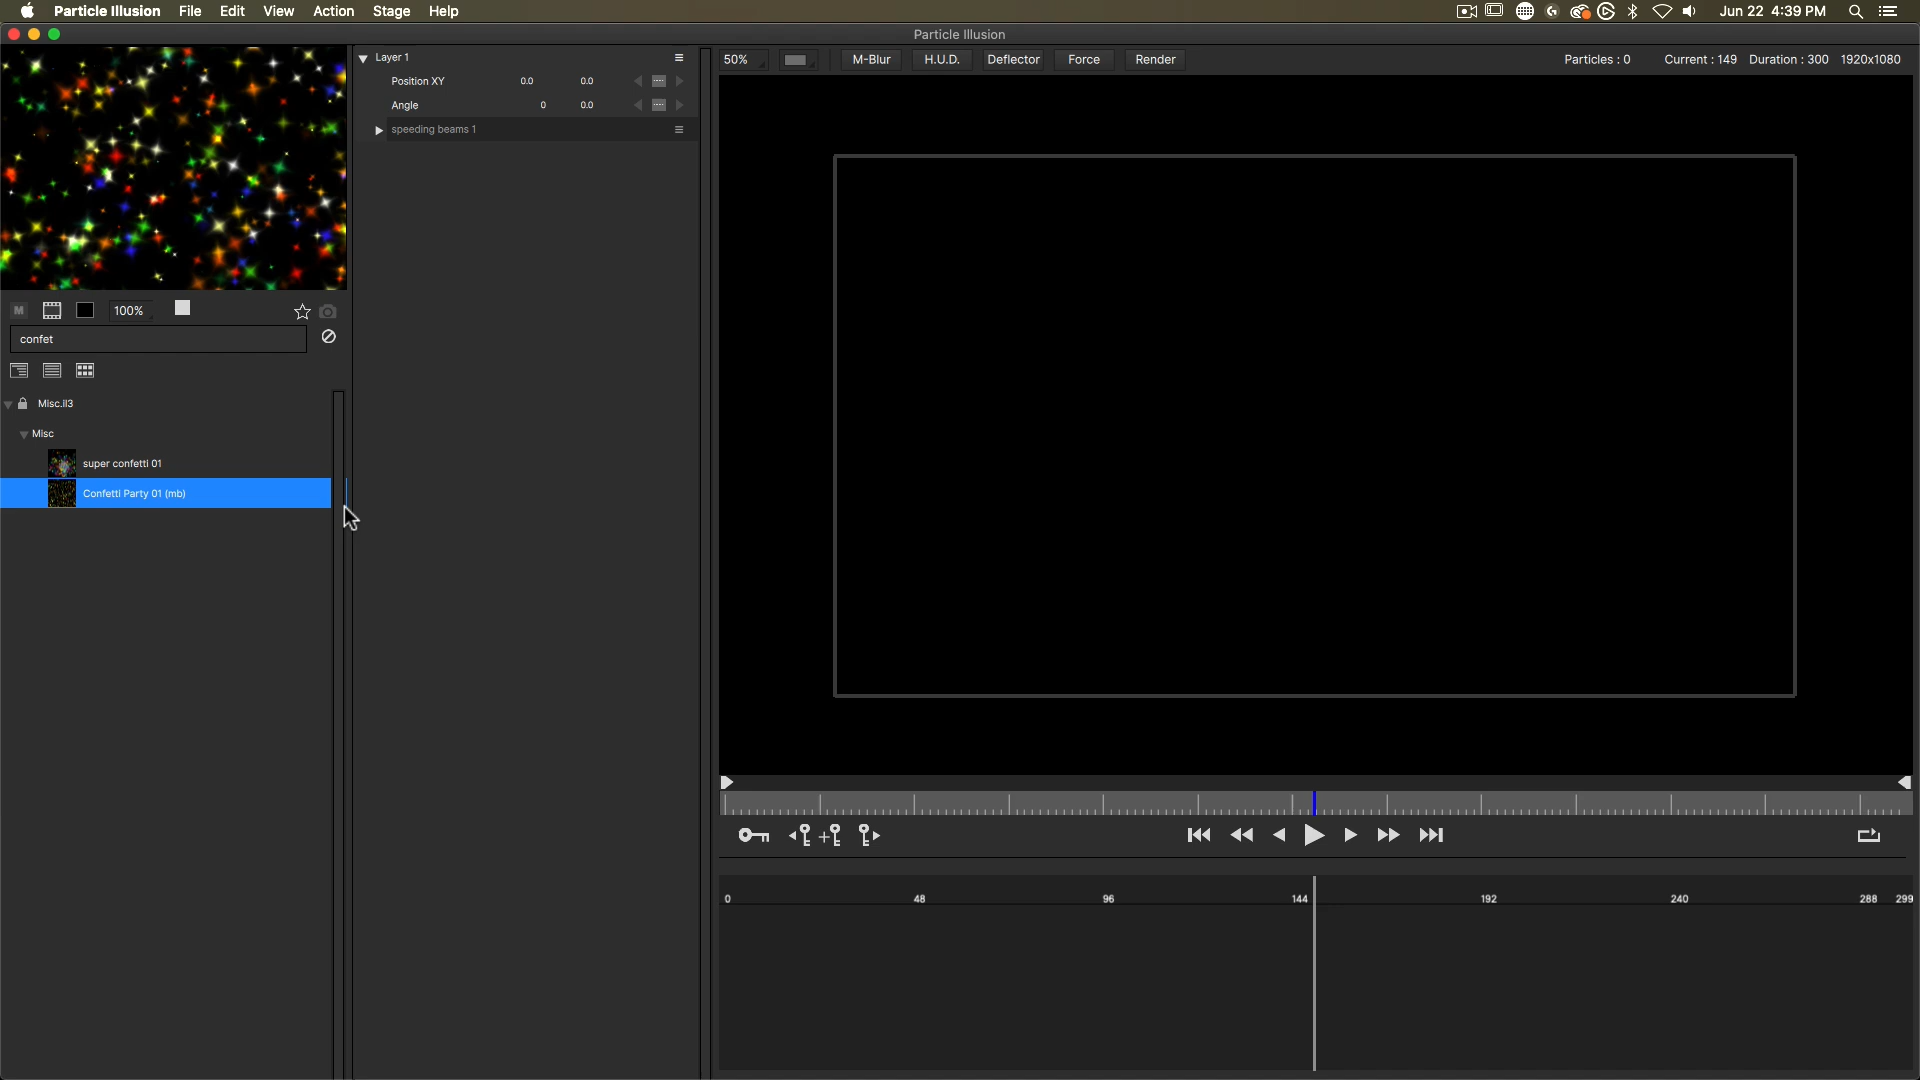 Particle Illusion File Edit View Action Stage Help Jun 22 4:39 PM
Particle Illusion
Layer 1
50% M-Blur H.U.D. Deflector Force Render Particles : 0 Current : 149 Duration : 300 1920x1080
Position XY 0.0 0.0
Angle 0 0.0
speeding beams 1
M 100%
confet
Misc.il3
Misc
super confetti 01
Confetti Party 01 (mb)
0 48 96 144 192 240 288 299